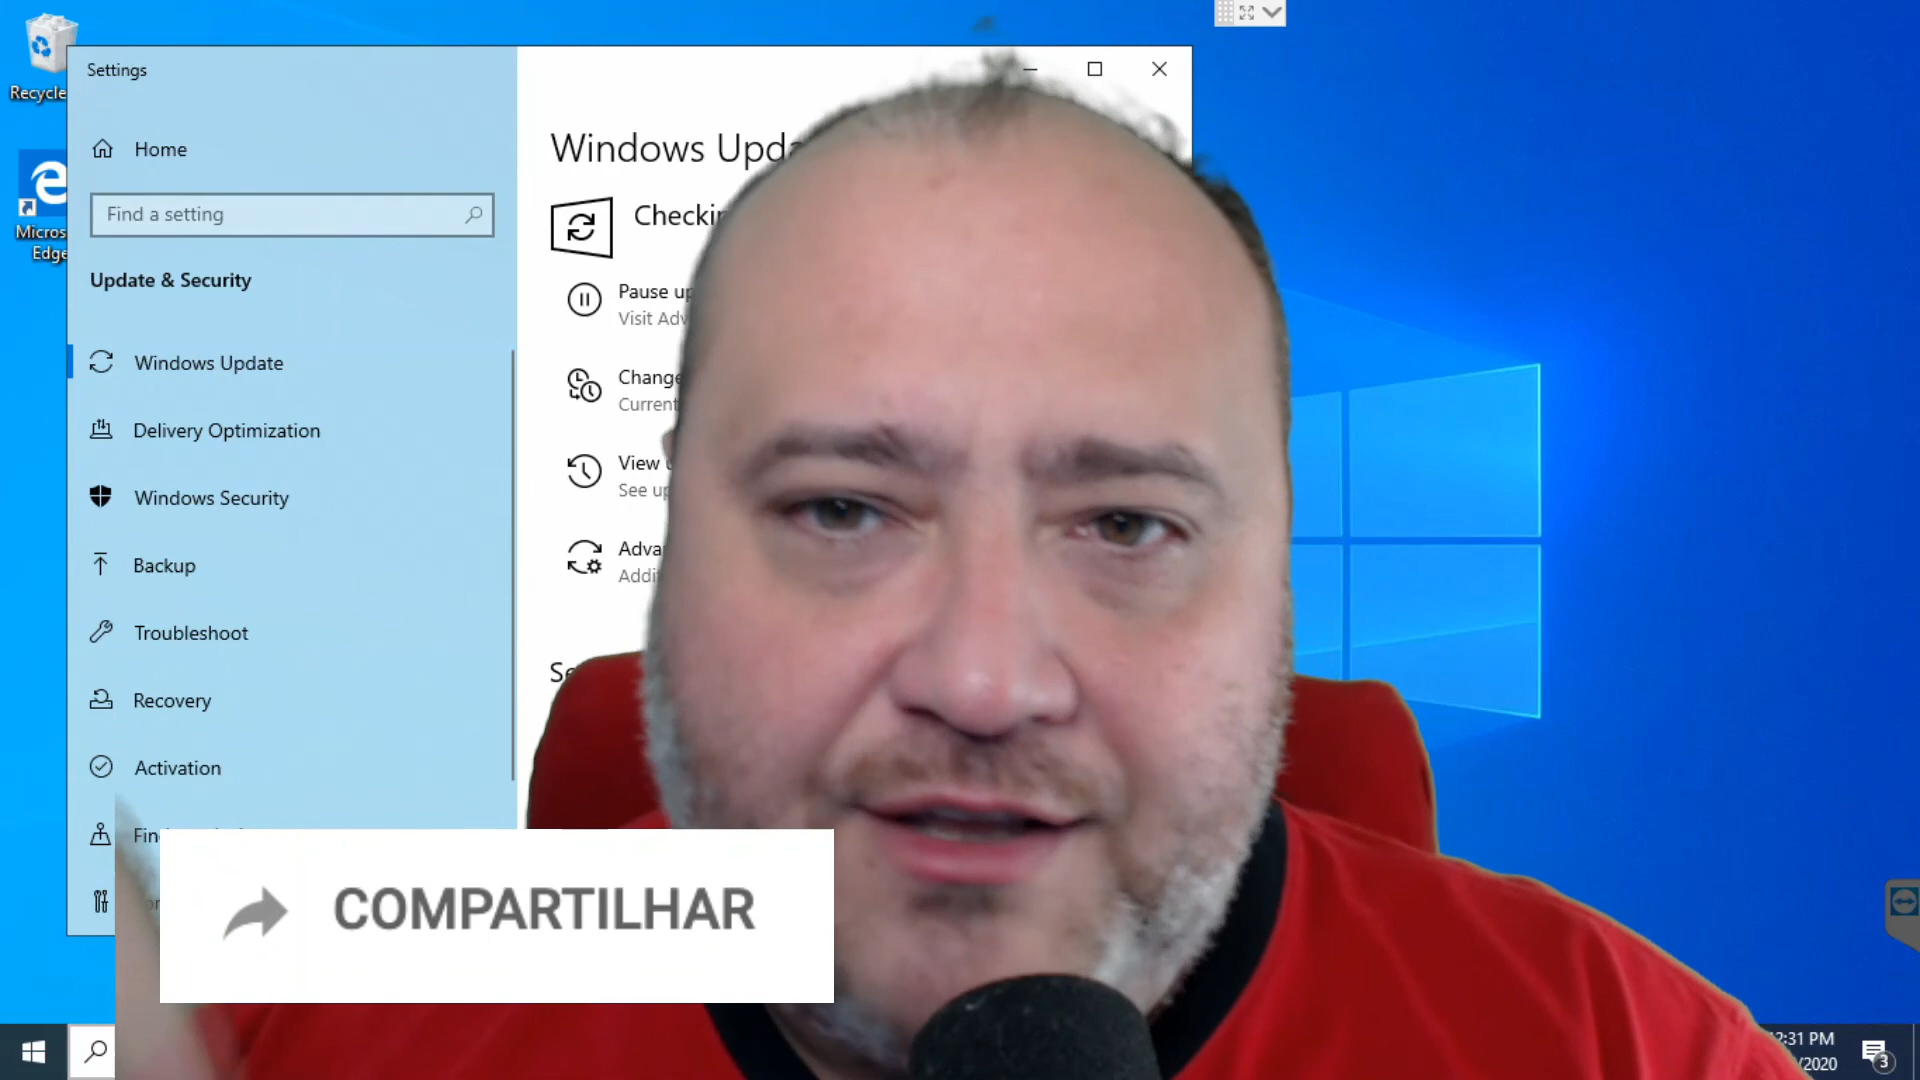 Recycle
Micros
Edge
Settings
Home
Find a setting
Update & Security
Windows Update
Delivery Optimization
Windows Security
Backup
Troubleshoot
Recovery
Activation
Fin
Windows Upda
Checkin
Pause up
Visit Adv
Change
Current
View u
See up
Adva
Addi
Se
COMPARTILHAR
2:31 PM
/2020
3